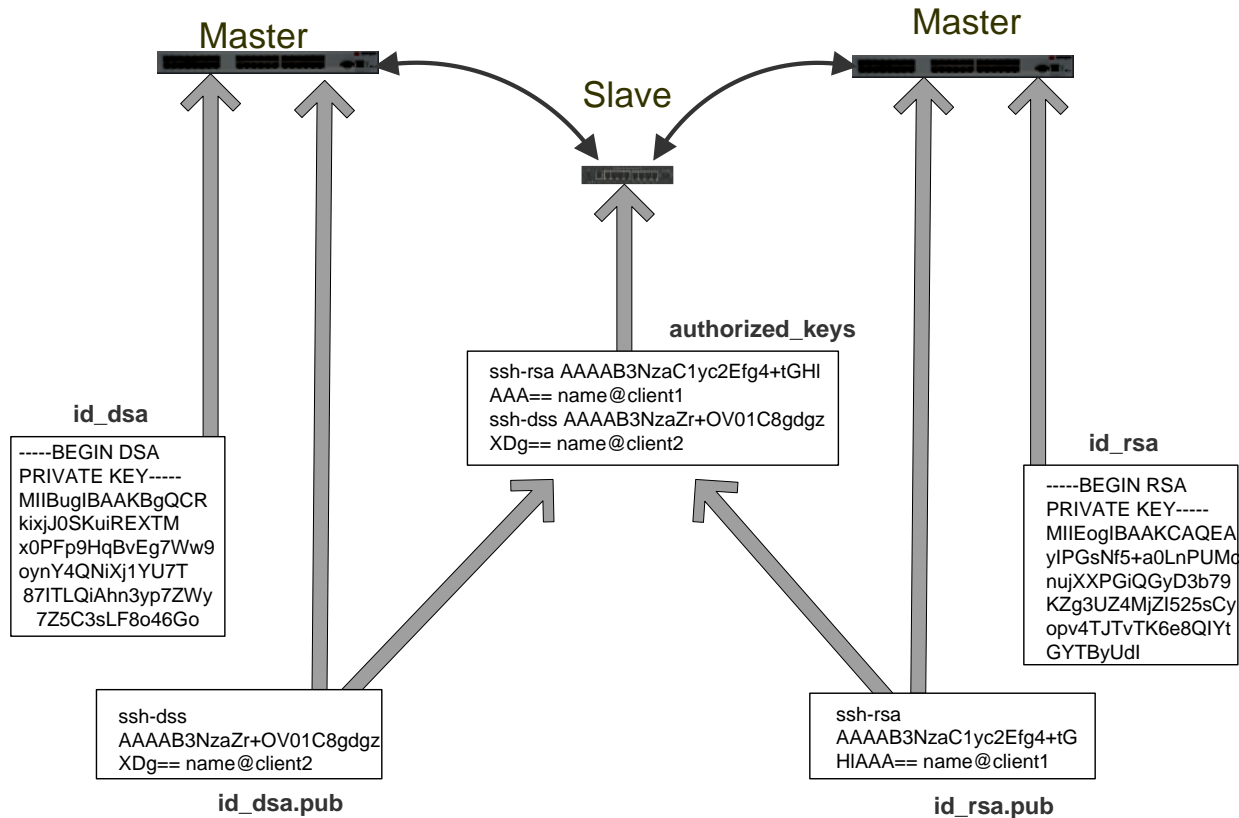 Master
Master
Slave
authorized_keys
ssh-rsa AAAAB3NzaC1yc2Efg4+tGHI
AAA== name@client1
ssh-dss AAAAB3NzaZr+OV01C8gdgz
XDg== name@client2
id_dsa
-----BEGIN DSA
PRIVATE KEY-----
MIIBugIBAAKBgQCR
kixjJ0SKuiREXTM
x0PFp9HqBvEg7Ww9
oynY4QNiXj1YU7T
87ITLQiAhn3yp7ZWy
7Z5C3sLF8o46Go
id_rsa
-----BEGIN RSA
PRIVATE KEY-----
MIIEogIBAAKCAQEA
yIPGsNf5+a0LnPUMc
nujXXPGiQGyD3b79
KZg3UZ4MjZI525sCy
opv4TJTvTK6e8QIYt
GYTByUdI
ssh-dss
AAAAB3NzaZr+OV01C8gdgz
XDg== name@client2
id_dsa.pub
ssh-rsa
AAAAB3NzaC1yc2Efg4+tG
HIAAA== name@client1
id_rsa.pub